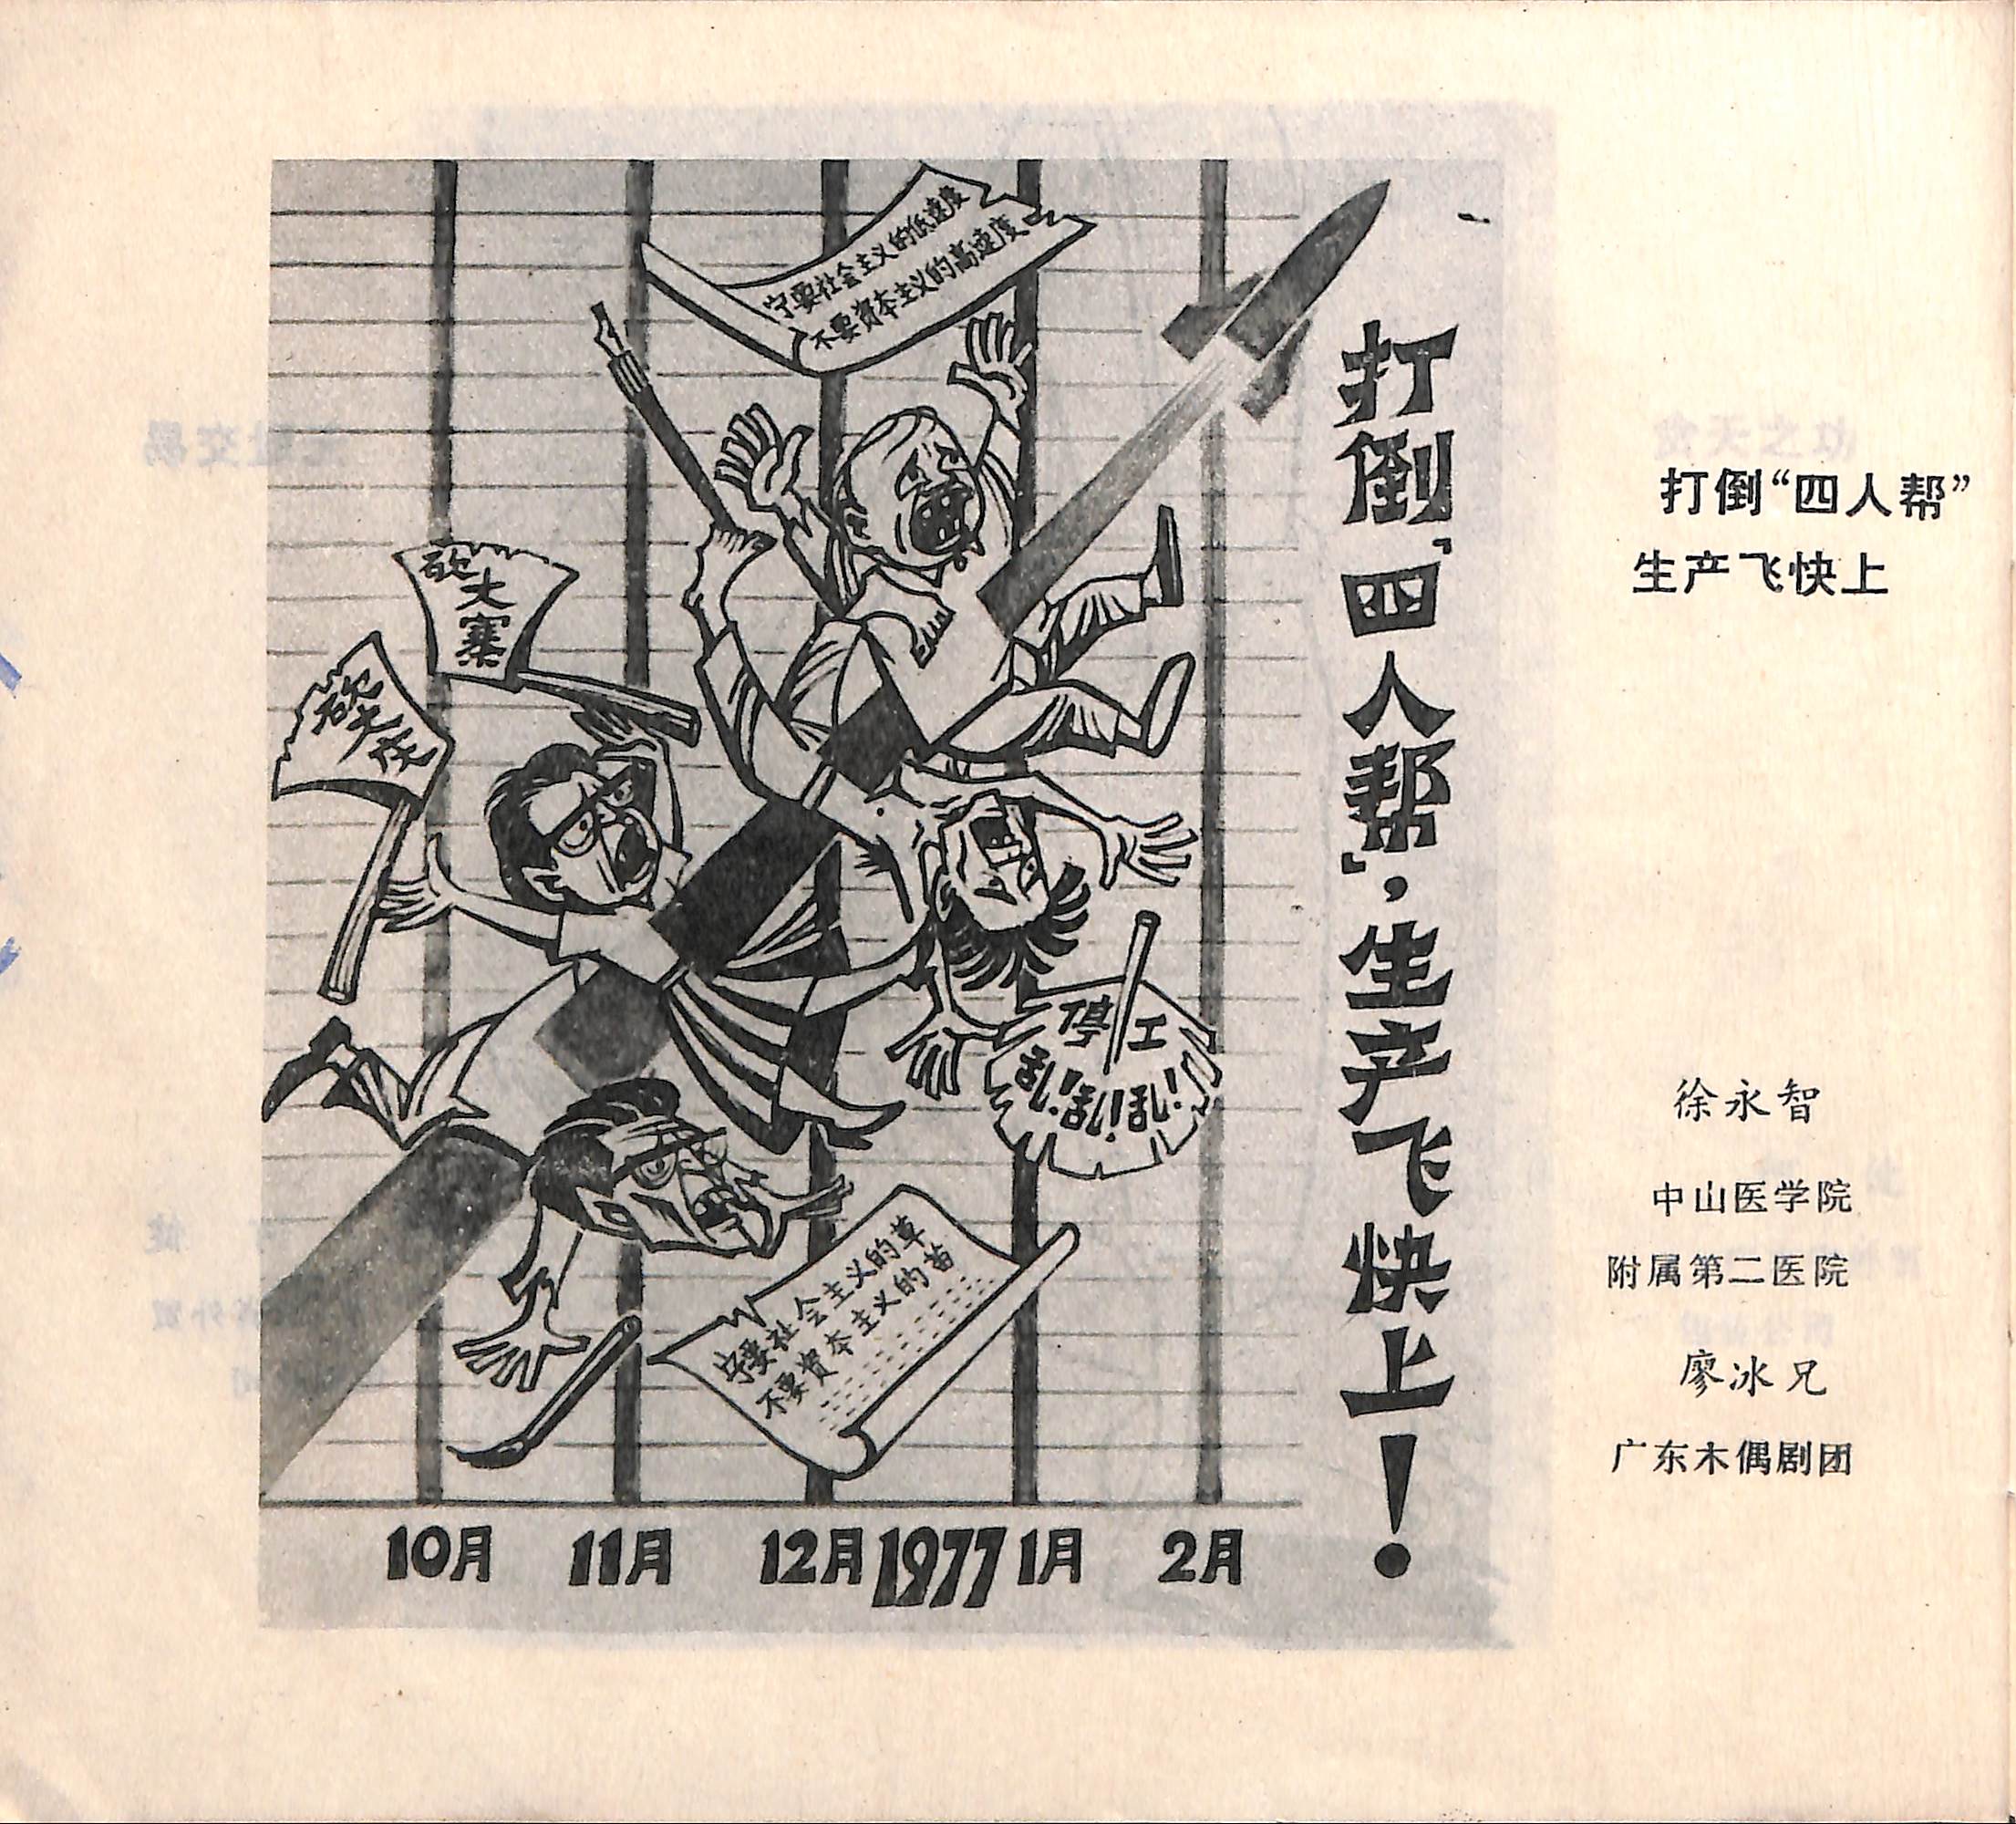 宁要社会主义的低速度
不要资本主义的高速度
砍大寨
砍大庆
停工
乱！乱！乱！
宁要社会主义的草
不要资本主义的苗
10月 11月 12月 1977 1月 2月
打倒「四人帮」，生产飞快上！
打倒“四人帮”
生产飞快上
徐永智
中山医学院
附属第二医院
廖冰兄
广东木偶剧团